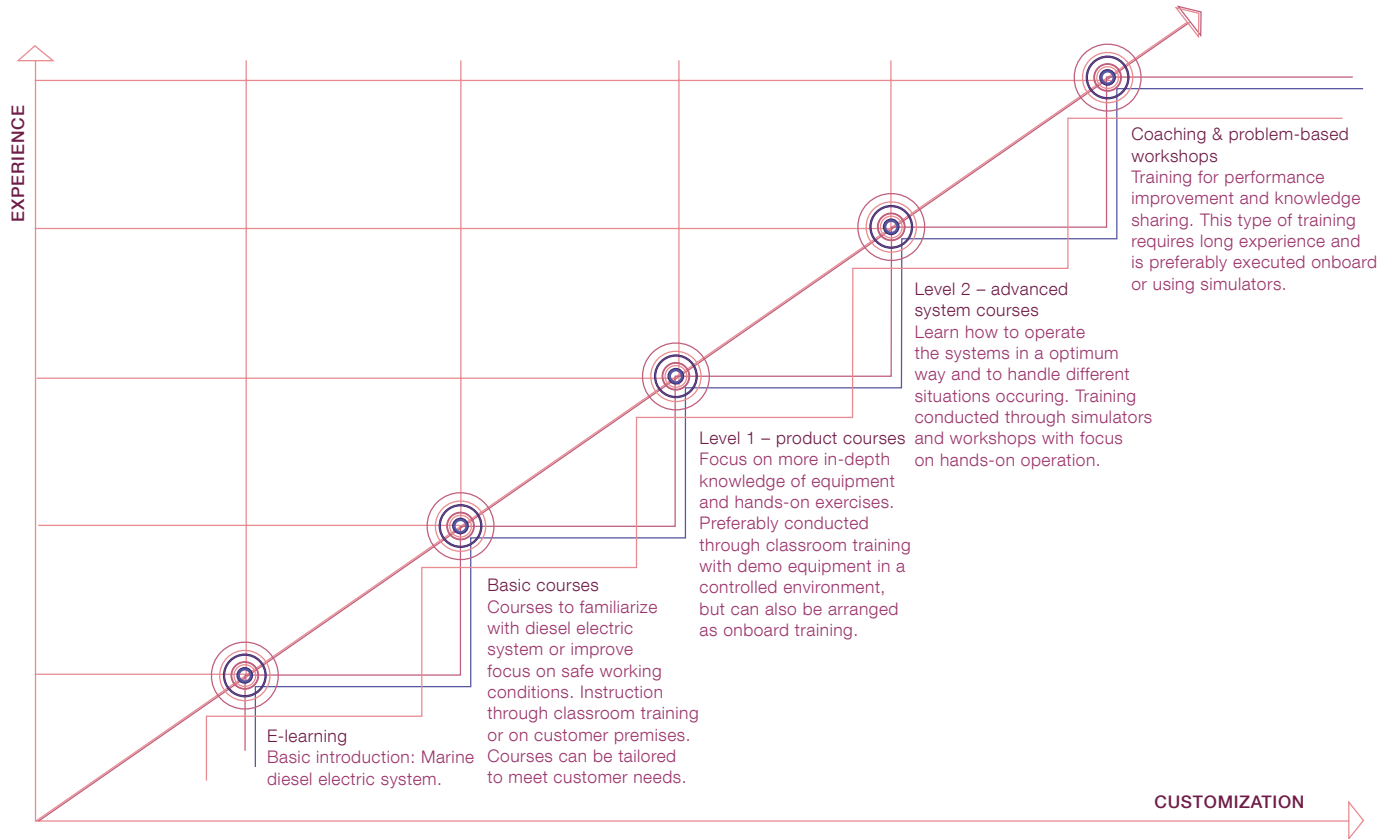 EXPERIENCE
Coaching & problem-based
workshops
Training for performance
improvement and knowledge
sharing. This type of training
requires long experience and
is preferably executed onboard
or using simulators.
Level 2 – advanced
system courses
Learn how to operate
the systems in a optimum
way and to handle different
situations occuring. Training
conducted through simulators
and workshops with focus
on hands-on operation.
Level 1 – product courses
Focus on more in-depth
knowledge of equipment
and hands-on exercises.
Preferably conducted
through classroom training
with demo equipment in a
controlled environment,
but can also be arranged
as onboard training.
Basic courses
Courses to familiarize
with diesel electric
system or improve
focus on safe working
conditions. Instruction
through classroom training
or on customer premises.
Courses can be tailored
to meet customer needs.
E-learning
Basic introduction: Marine
diesel electric system.
CUSTOMIZATION